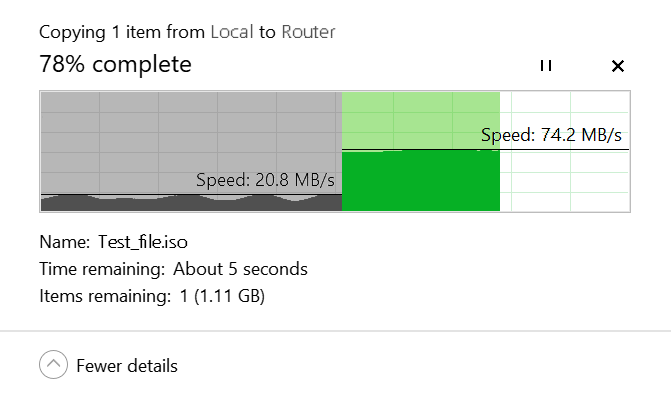 Copying 1 item from Local to Router
78% complete
Speed: 74.2 MB/s
Speed: 20.8 MB/s
Name: Test_file.iso
Time remaining: About 5 seconds
Items remaining: 1 (1.11 GB)
Fewer details